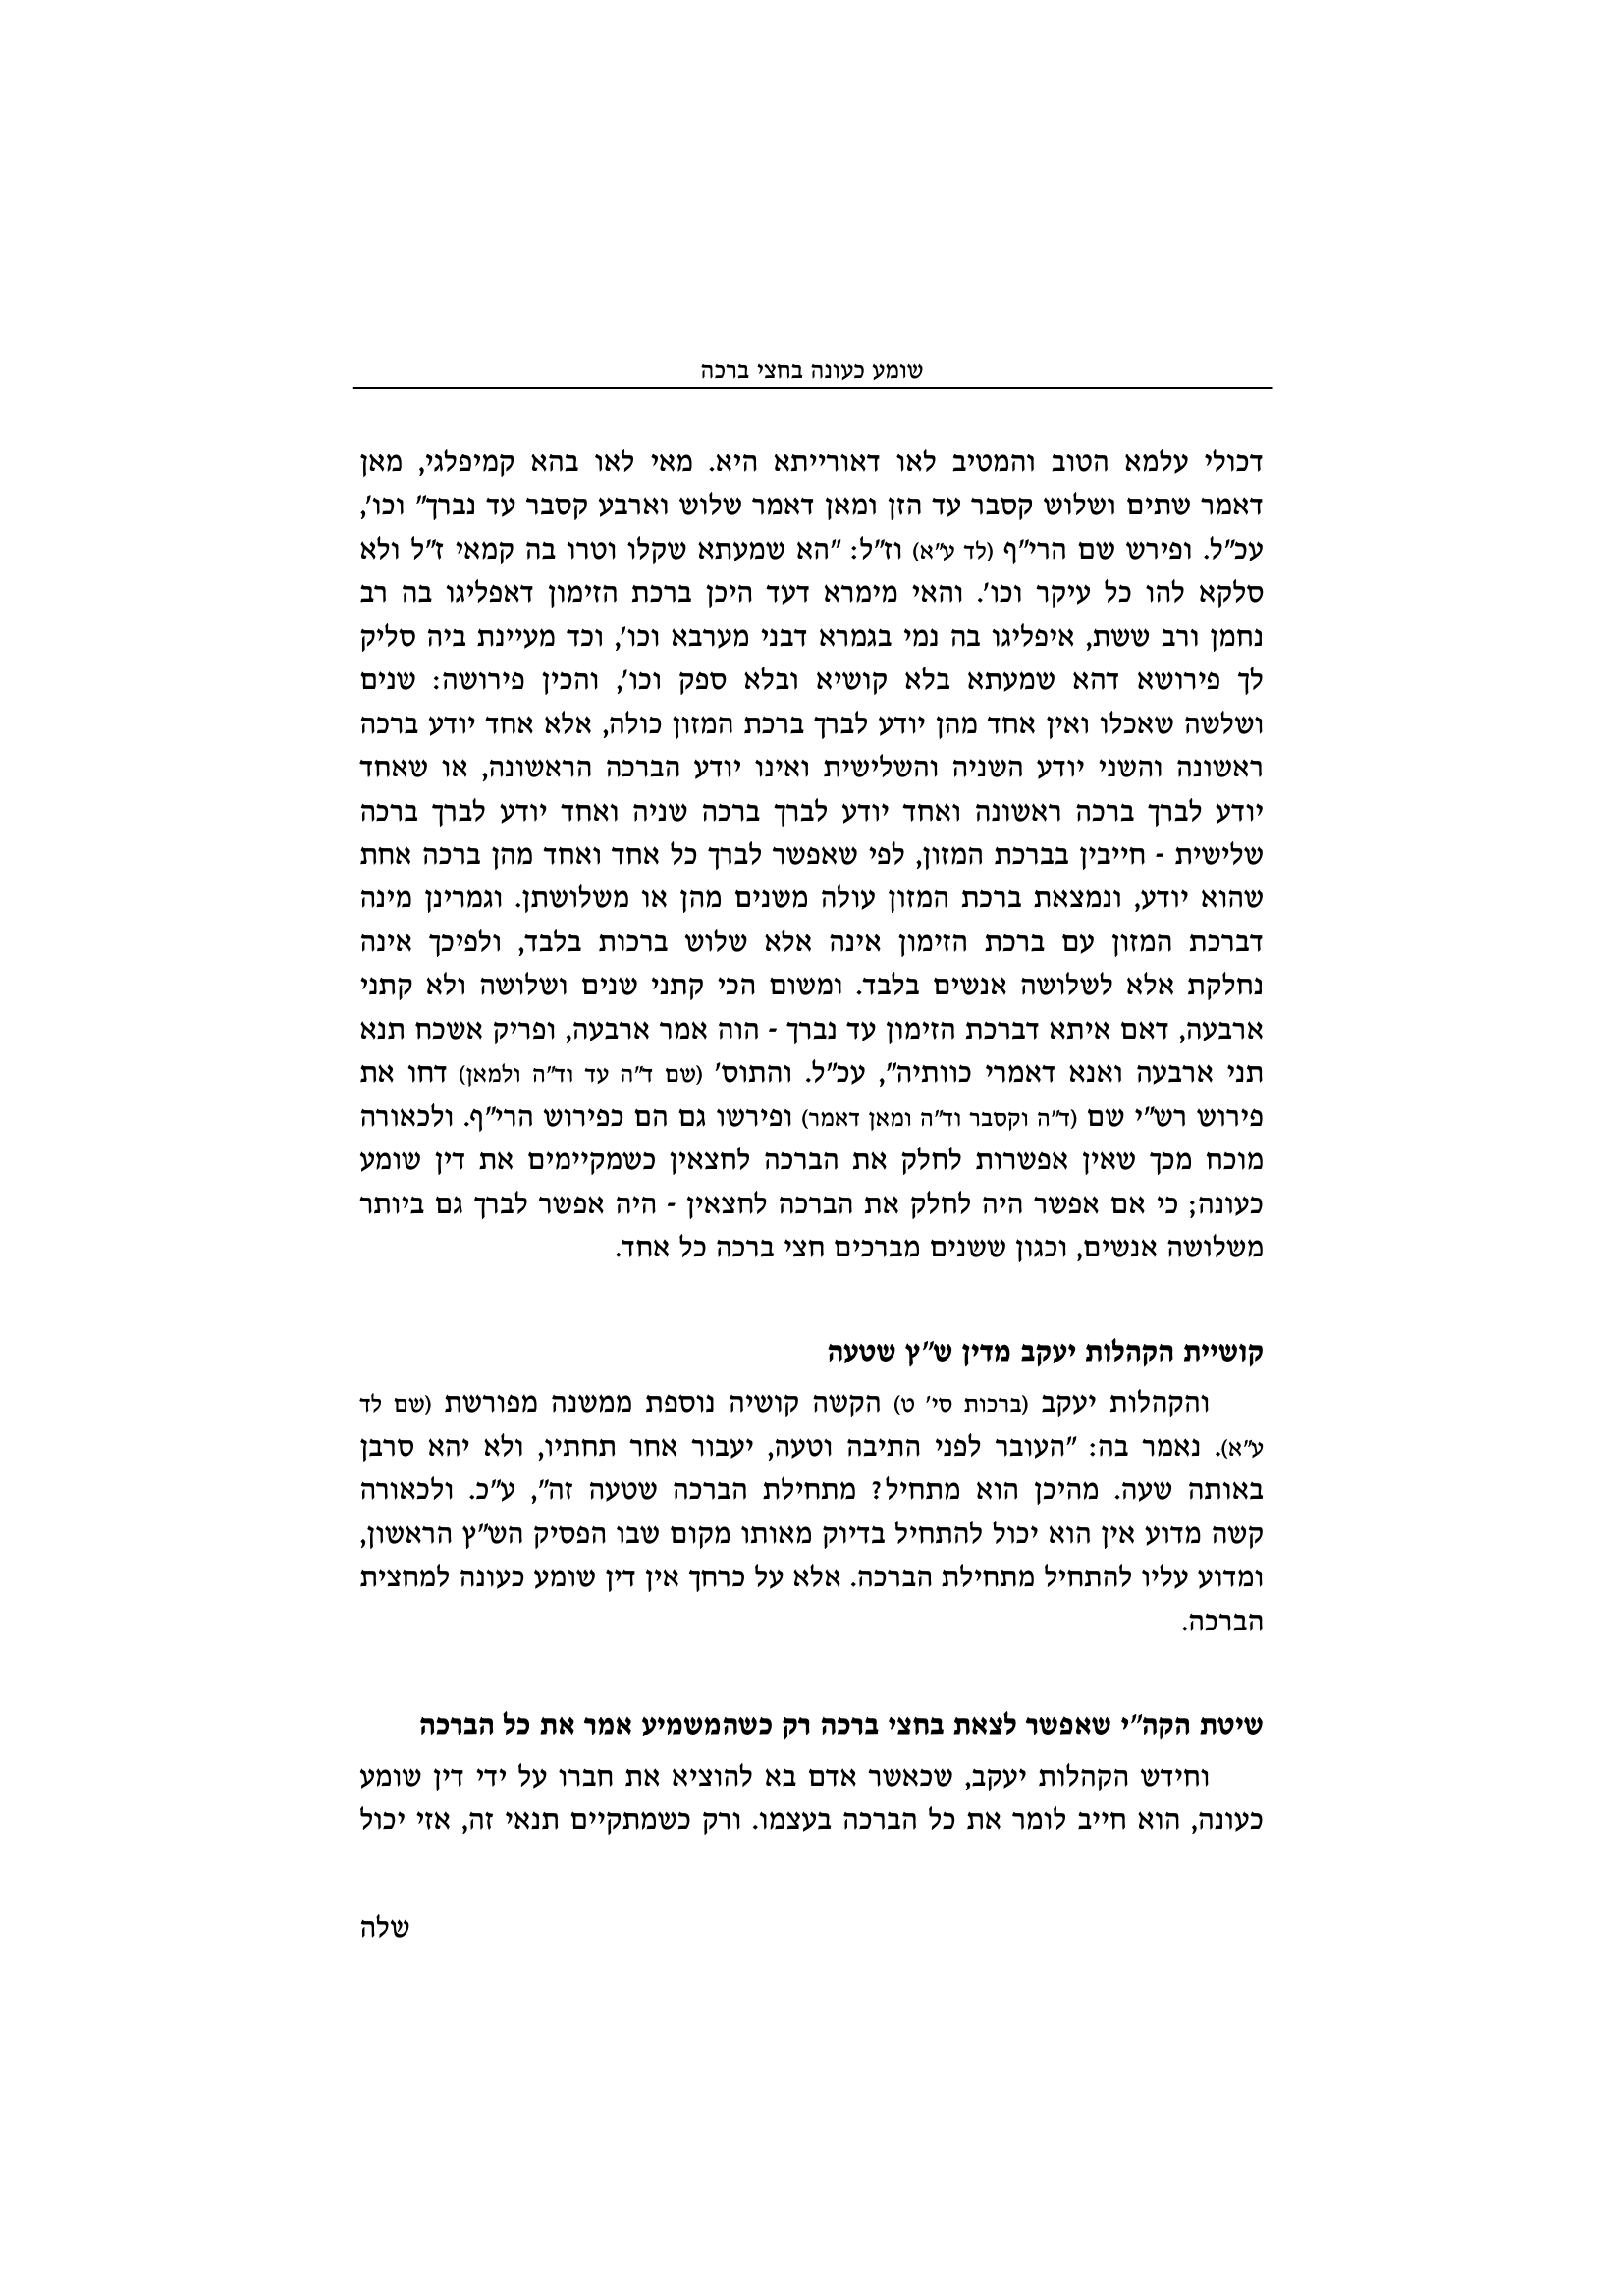 שומע כעונה בחצי ברכה
דכולי עלמא הטוב והמטיב לאו דאורייתא היא. מאי לאו בהא קמיפלגי, מאן
דאמר שתים ושלוש קסבר עד הזן ומאן דאמר שלוש וארבע קסבר עד נברך" וכו',
עכ"ל. ופירש שם הרי"ף (לד ע"א) וז"ל: "הא שמעתא שקלו וטרו בה קמאי ז"ל ולא
סלקא להו כל עיקר וכו'. והאי מימרא דעד היכן ברכת הזימון דאפליגו בה רב
נחמן ורב ששת, איפליגו בה נמי בגמרא דבני מערבא וכו', וכד מעיינת ביה סליק
לך פירושא דהא שמעתא בלא קושיא ובלא ספק וכו', והכין פירושה: שנים
ושלשה שאכלו ואין אחד מהן יודע לברך ברכת המזון כולה, אלא אחד יודע ברכה
ראשונה והשני יודע השניה והשלישית ואינו יודע הברכה הראשונה, או שאחד
יודע לברך ברכה ראשונה ואחד יודע לברך ברכה שניה ואחד יודע לברך ברכה
שלישית - חייבין בברכת המזון, לפי שאפשר לברך כל אחד ואחד מהן ברכה אחת
שהוא יודע, ונמצאת ברכת המזון עולה משנים מהן או משלושתן. וגמרינן מינה
דברכת המזון עם ברכת הזימון אינה אלא שלוש ברכות בלבד, ולפיכך אינה
נחלקת אלא לשלושה אנשים בלבד. ומשום הכי קתני שנים ושלושה ולא קתני
ארבעה, דאם איתא דברכת הזימון עד נברך - הוה אמר ארבעה, ופריק אשכח תנא
תני ארבעה ואנא דאמרי כוותיה", עכ"ל. והתוס' (שם ד"ה עד וד"ה ולמאן) דחו את
פירוש רש"י שם (ד"ה וקסבר וד"ה ומאן דאמר) ופירשו גם הם כפירוש הרי"ף. ולכאורה
מוכח מכך שאין אפשרות לחלק את הברכה לחצאין כשמקיימים את דין שומע
כעונה; כי אם אפשר היה לחלק את הברכה לחצאין - היה אפשר לברך גם ביותר
משלושה אנשים, וכגון ששנים מברכים חצי ברכה כל אחד.
קושיית הקהלות יעקב מדין ש"ץ שטעה
והקהלות יעקב (ברכות סי' ט) הקשה קושיה נוספת ממשנה מפורשת (שם לד
ע"א). נאמר בה: "העובר לפני התיבה וטעה, יעבור אחר תחתיו, ולא יהא סרבן
באותה שעה. מהיכן הוא מתחיל? מתחילת הברכה שטעה זה", ע"כ. ולכאורה
קשה מדוע אין הוא יכול להתחיל בדיוק מאותו מקום שבו הפסיק הש"ץ הראשון,
ומדוע עליו להתחיל מתחילת הברכה. אלא על כרחך אין דין שומע כעונה למחצית
הברכה.
שיטת הקה"י שאפשר לצאת בחצי ברכה רק כשהמשמיע אמר את כל הברכה
וחידש הקהלות יעקב, שכאשר אדם בא להוציא את חברו על ידי דין שומע
כעונה, הוא חייב לומר את כל הברכה בעצמו. ורק כשמתקיים תנאי זה, אזי יכול
שלה